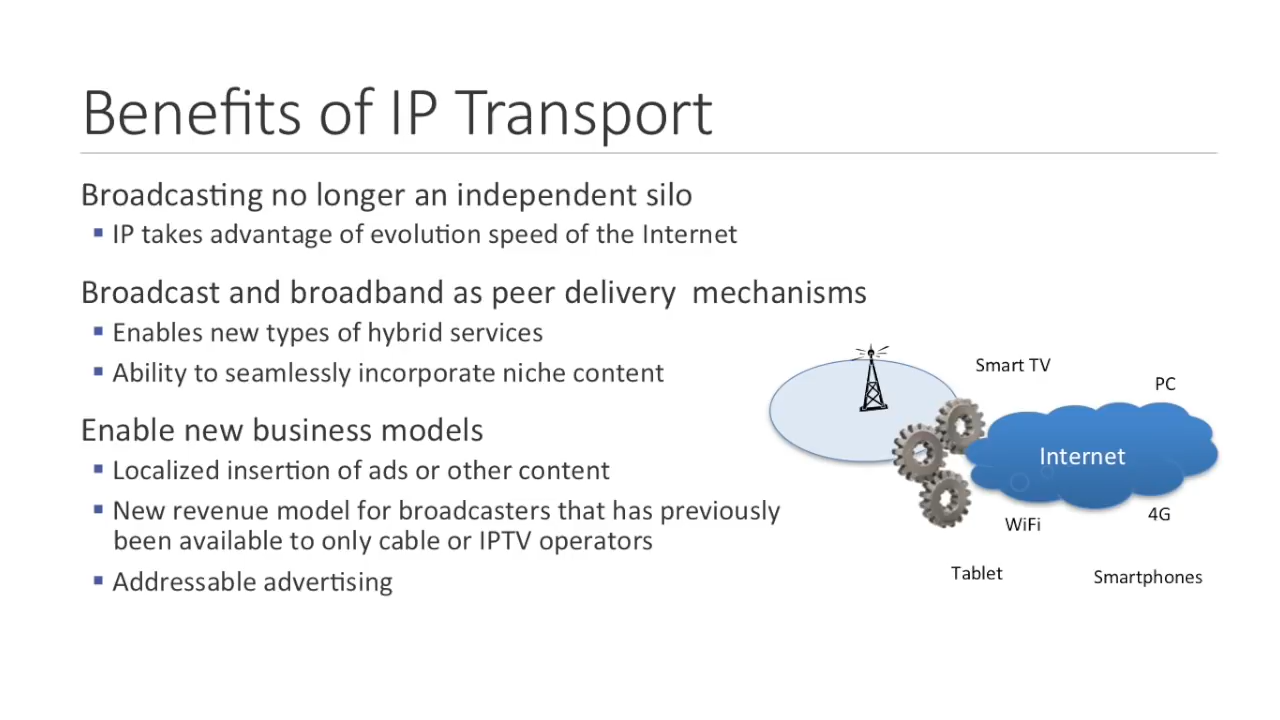 Benefits of IP Transport
Broadcasting no longer an independent silo
▪ IP takes advantage of evolution speed of the Internet
Broadcast and broadband as peer delivery  mechanisms
▪ Enables new types of hybrid services
▪ Ability to seamlessly incorporate niche content
Enable new business models
▪ Localized insertion of ads or other content
▪ New revenue model for broadcasters that has previously
been available to only cable or IPTV operators
▪ Addressable advertising
Smart TV
PC
Internet
WiFi
4G
Tablet
Smartphones